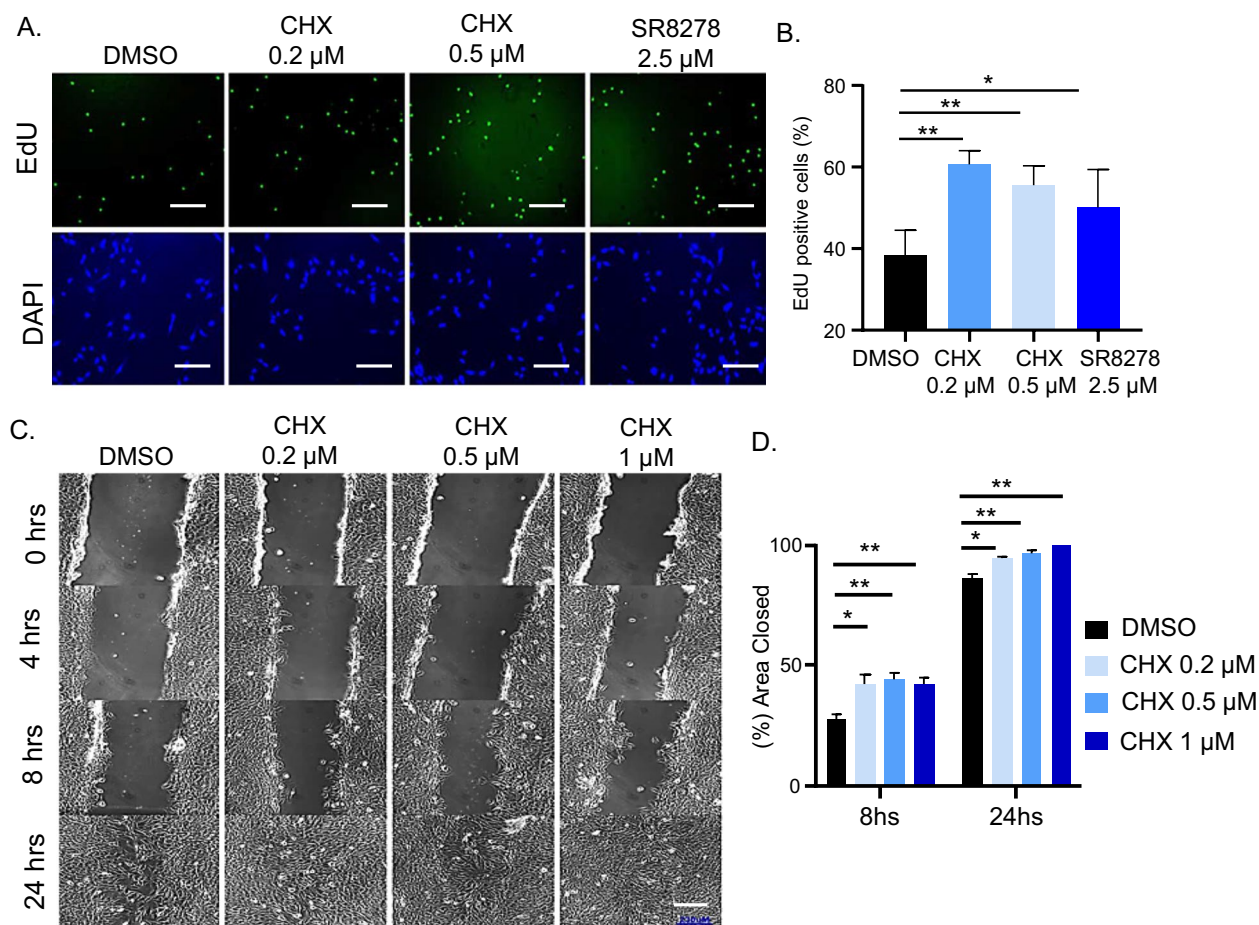 A.
DMSO
CHX
0.2 µM
CHX
0.5 µM
SR8278
2.5 µM
EdU
DAPI
B.
EdU positive cells (%)
80
60
40
20
*
**
**
DMSO
CHX
0.2 µM
CHX
0.5 µM
SR8278
2.5 µM
C.
DMSO
CHX
0.2 µM
CHX
0.5 µM
CHX
1 µM
0 hrs
4 hrs
8 hrs
24 hrs
D.
(%) Area Closed
100
50
0
**
**
*
**
**
*
8hs
24hs
DMSO
CHX 0.2 µM
CHX 0.5 µM
CHX 1 µM